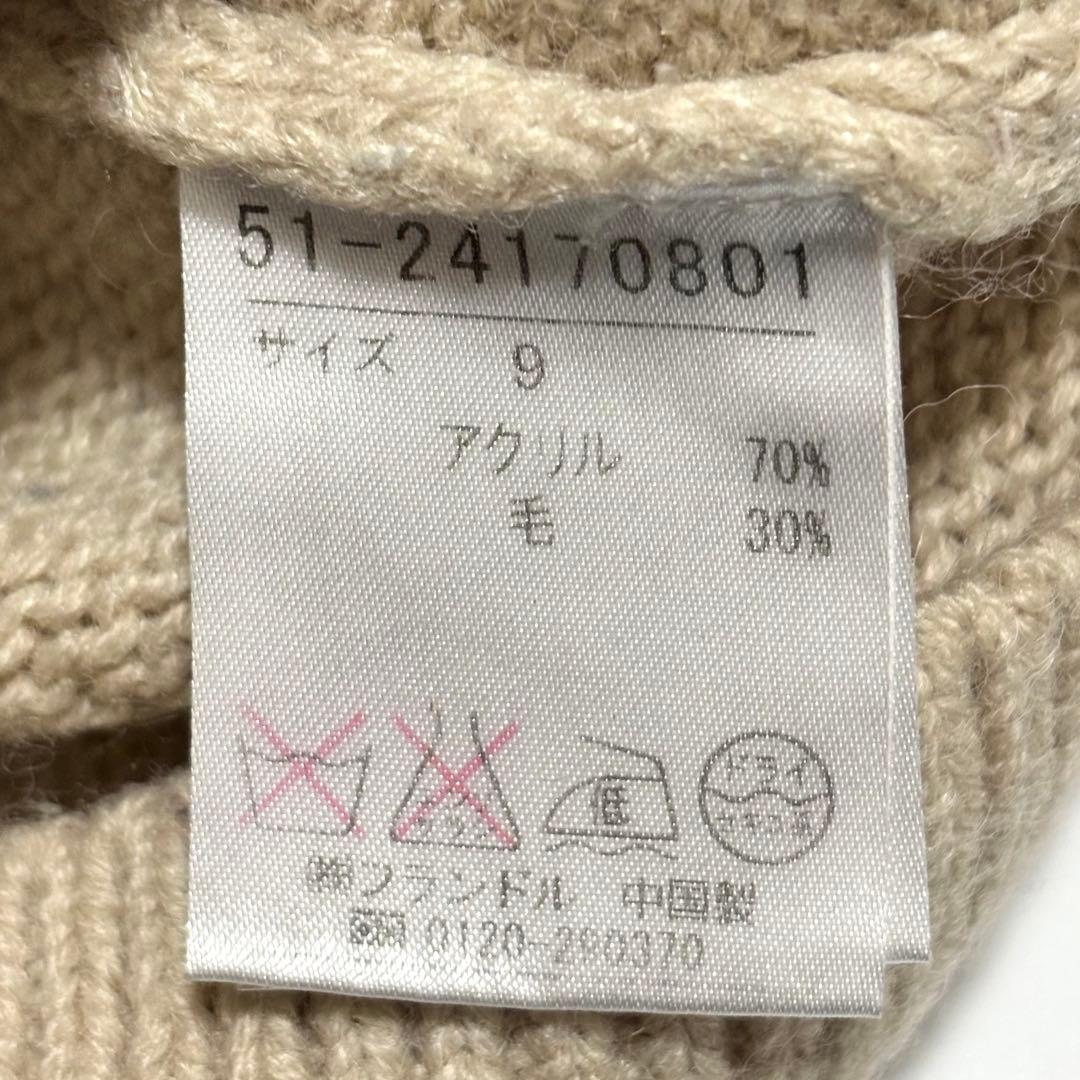 51-24170801
サイズ 9
アクリル 70%
毛 30%
低
ドライ
㈱フランドル 中国製
0120-290370